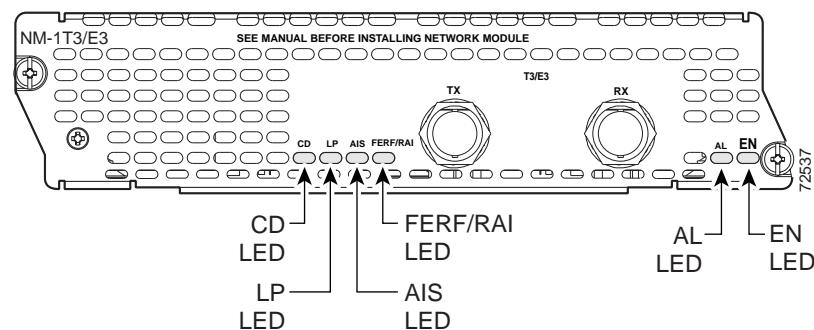 NM-1T3/E3
SEE MANUAL BEFORE INSTALLING NETWORK MODULE
T3/E3
TX
RX
CD LP AIS FERF/RAI
AL EN
72537
CD
LED
FERF/RAI
LED
AL
LED
EN
LED
LP
LED
AIS
LED